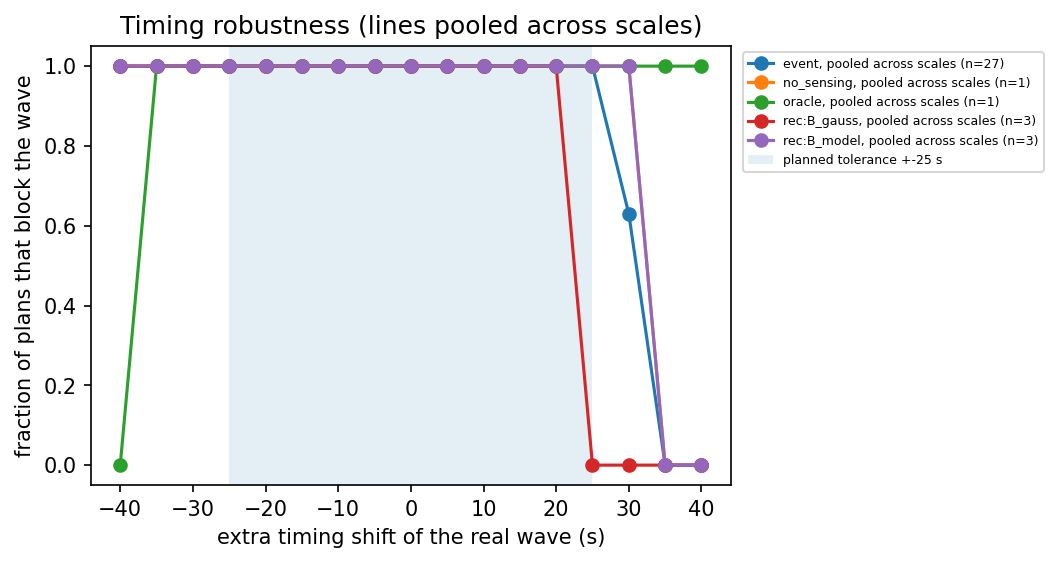 Timing robustness (lines pooled across scales)
fraction of plans that block the wave
1.0
0.8
0.6
0.4
0.2
0.0
−40 −30 −20 −10 0 10 20 30 40
extra timing shift of the real wave (s)
event, pooled across scales (n=27)
no_sensing, pooled across scales (n=1)
oracle, pooled across scales (n=1)
rec:B_gauss, pooled across scales (n=3)
rec:B_model, pooled across scales (n=3)
planned tolerance +-25 s